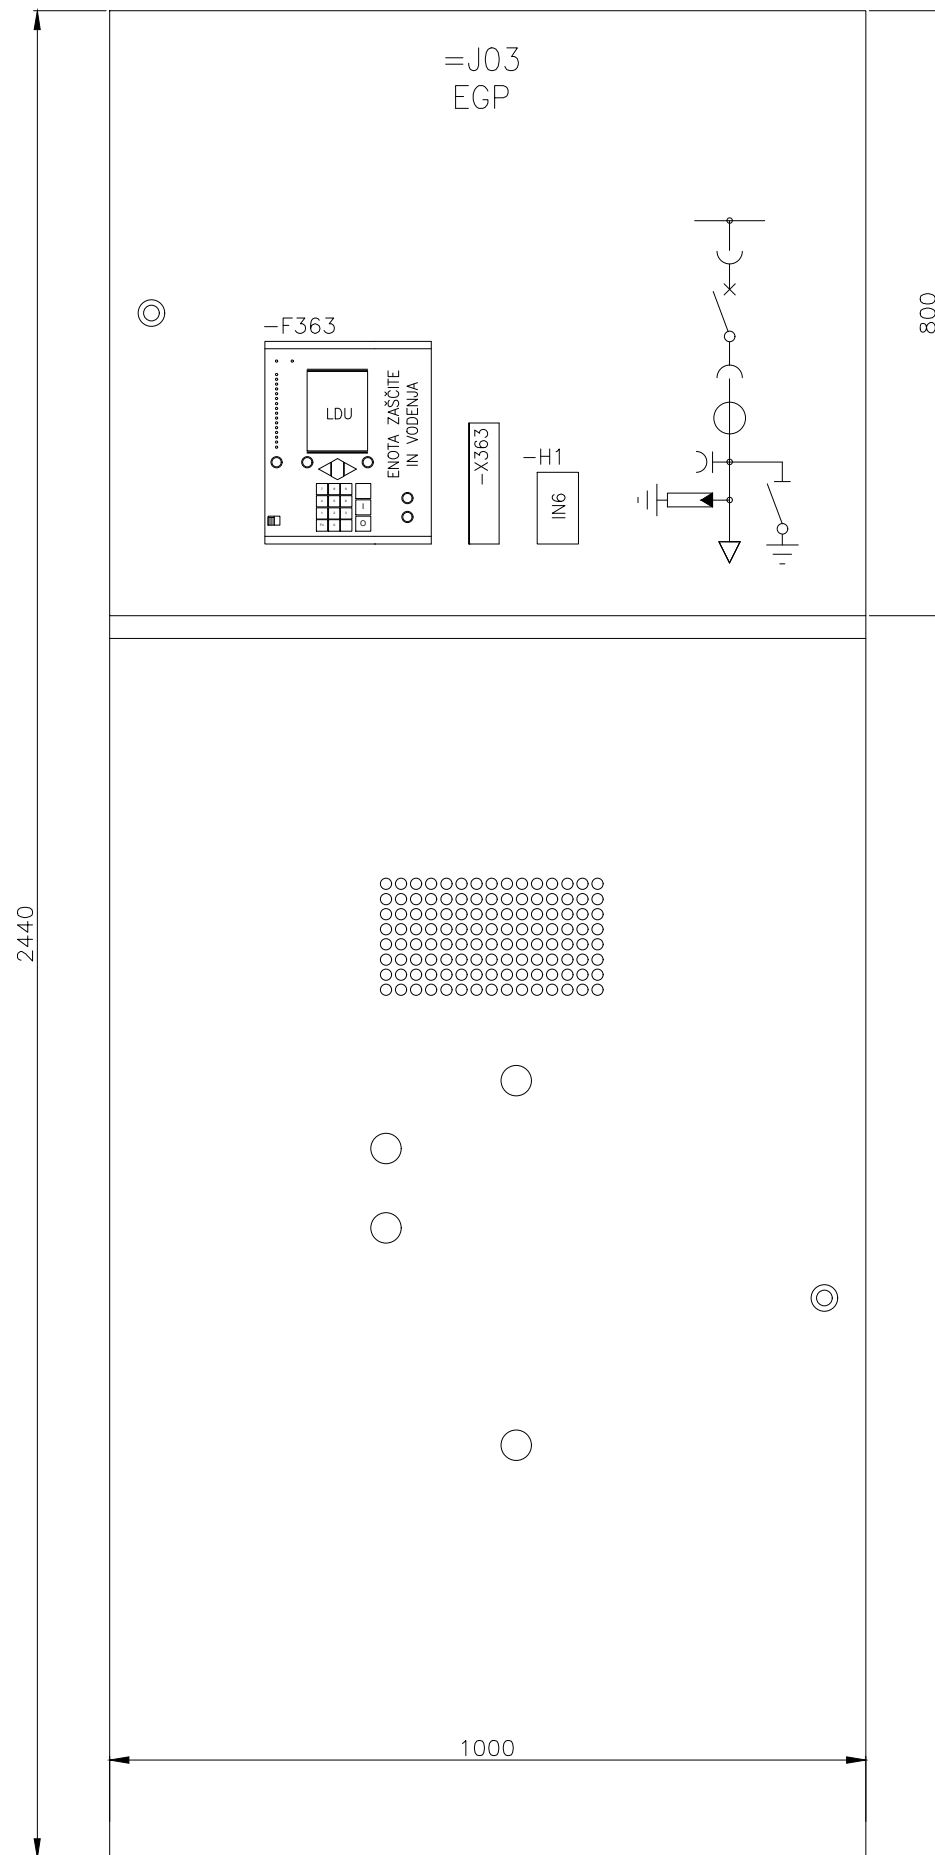 =J03
EGP
800
-F363
LDU
ENOTA ZAŠČITE
IN VODENJA
-X363
-H1
IN6
I
O
2440
1000